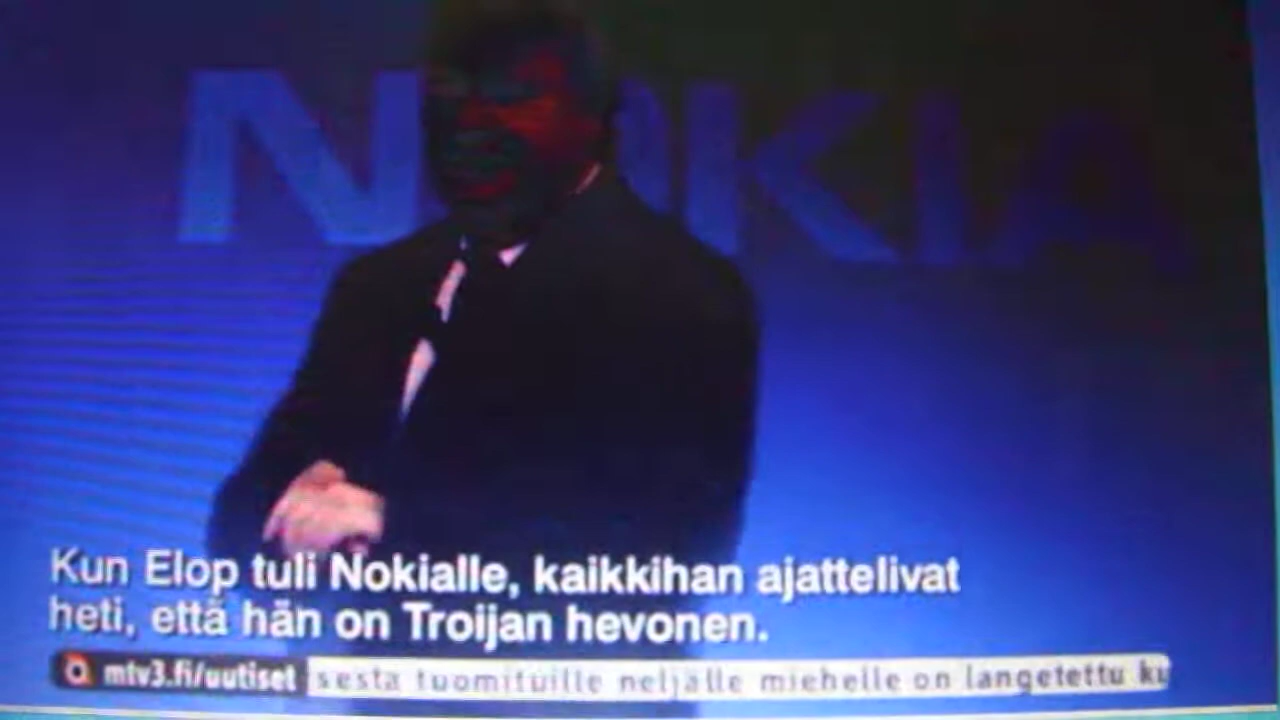 NOKIA
Kun Elop tuli Nokialle, kaikkihan ajattelivat
heti, että hän on Troijan hevonen.
mtv3.fi/uutiset sesta tuomituille neljälle miehelle on langetettu ku